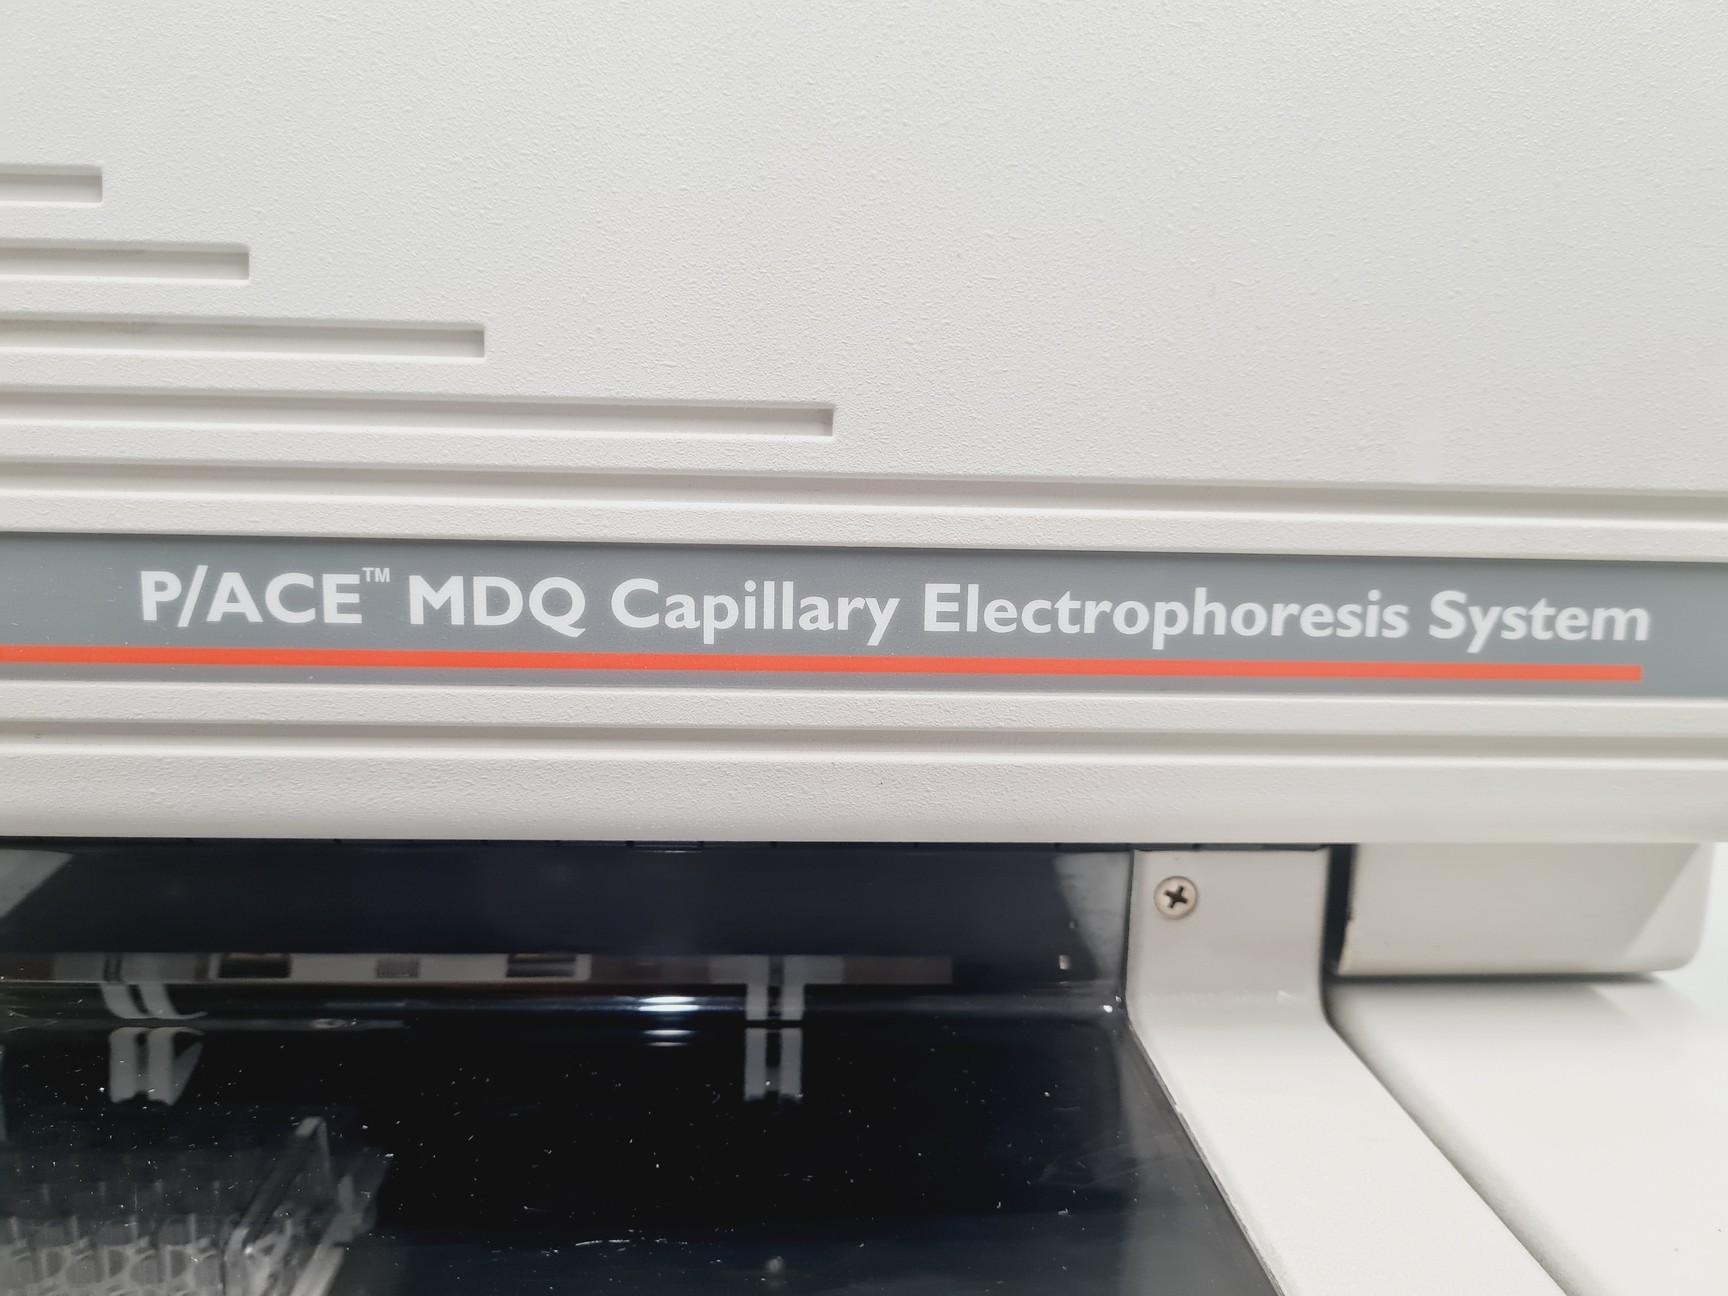 P/ACE™ MDQ Capillary Electrophoresis System